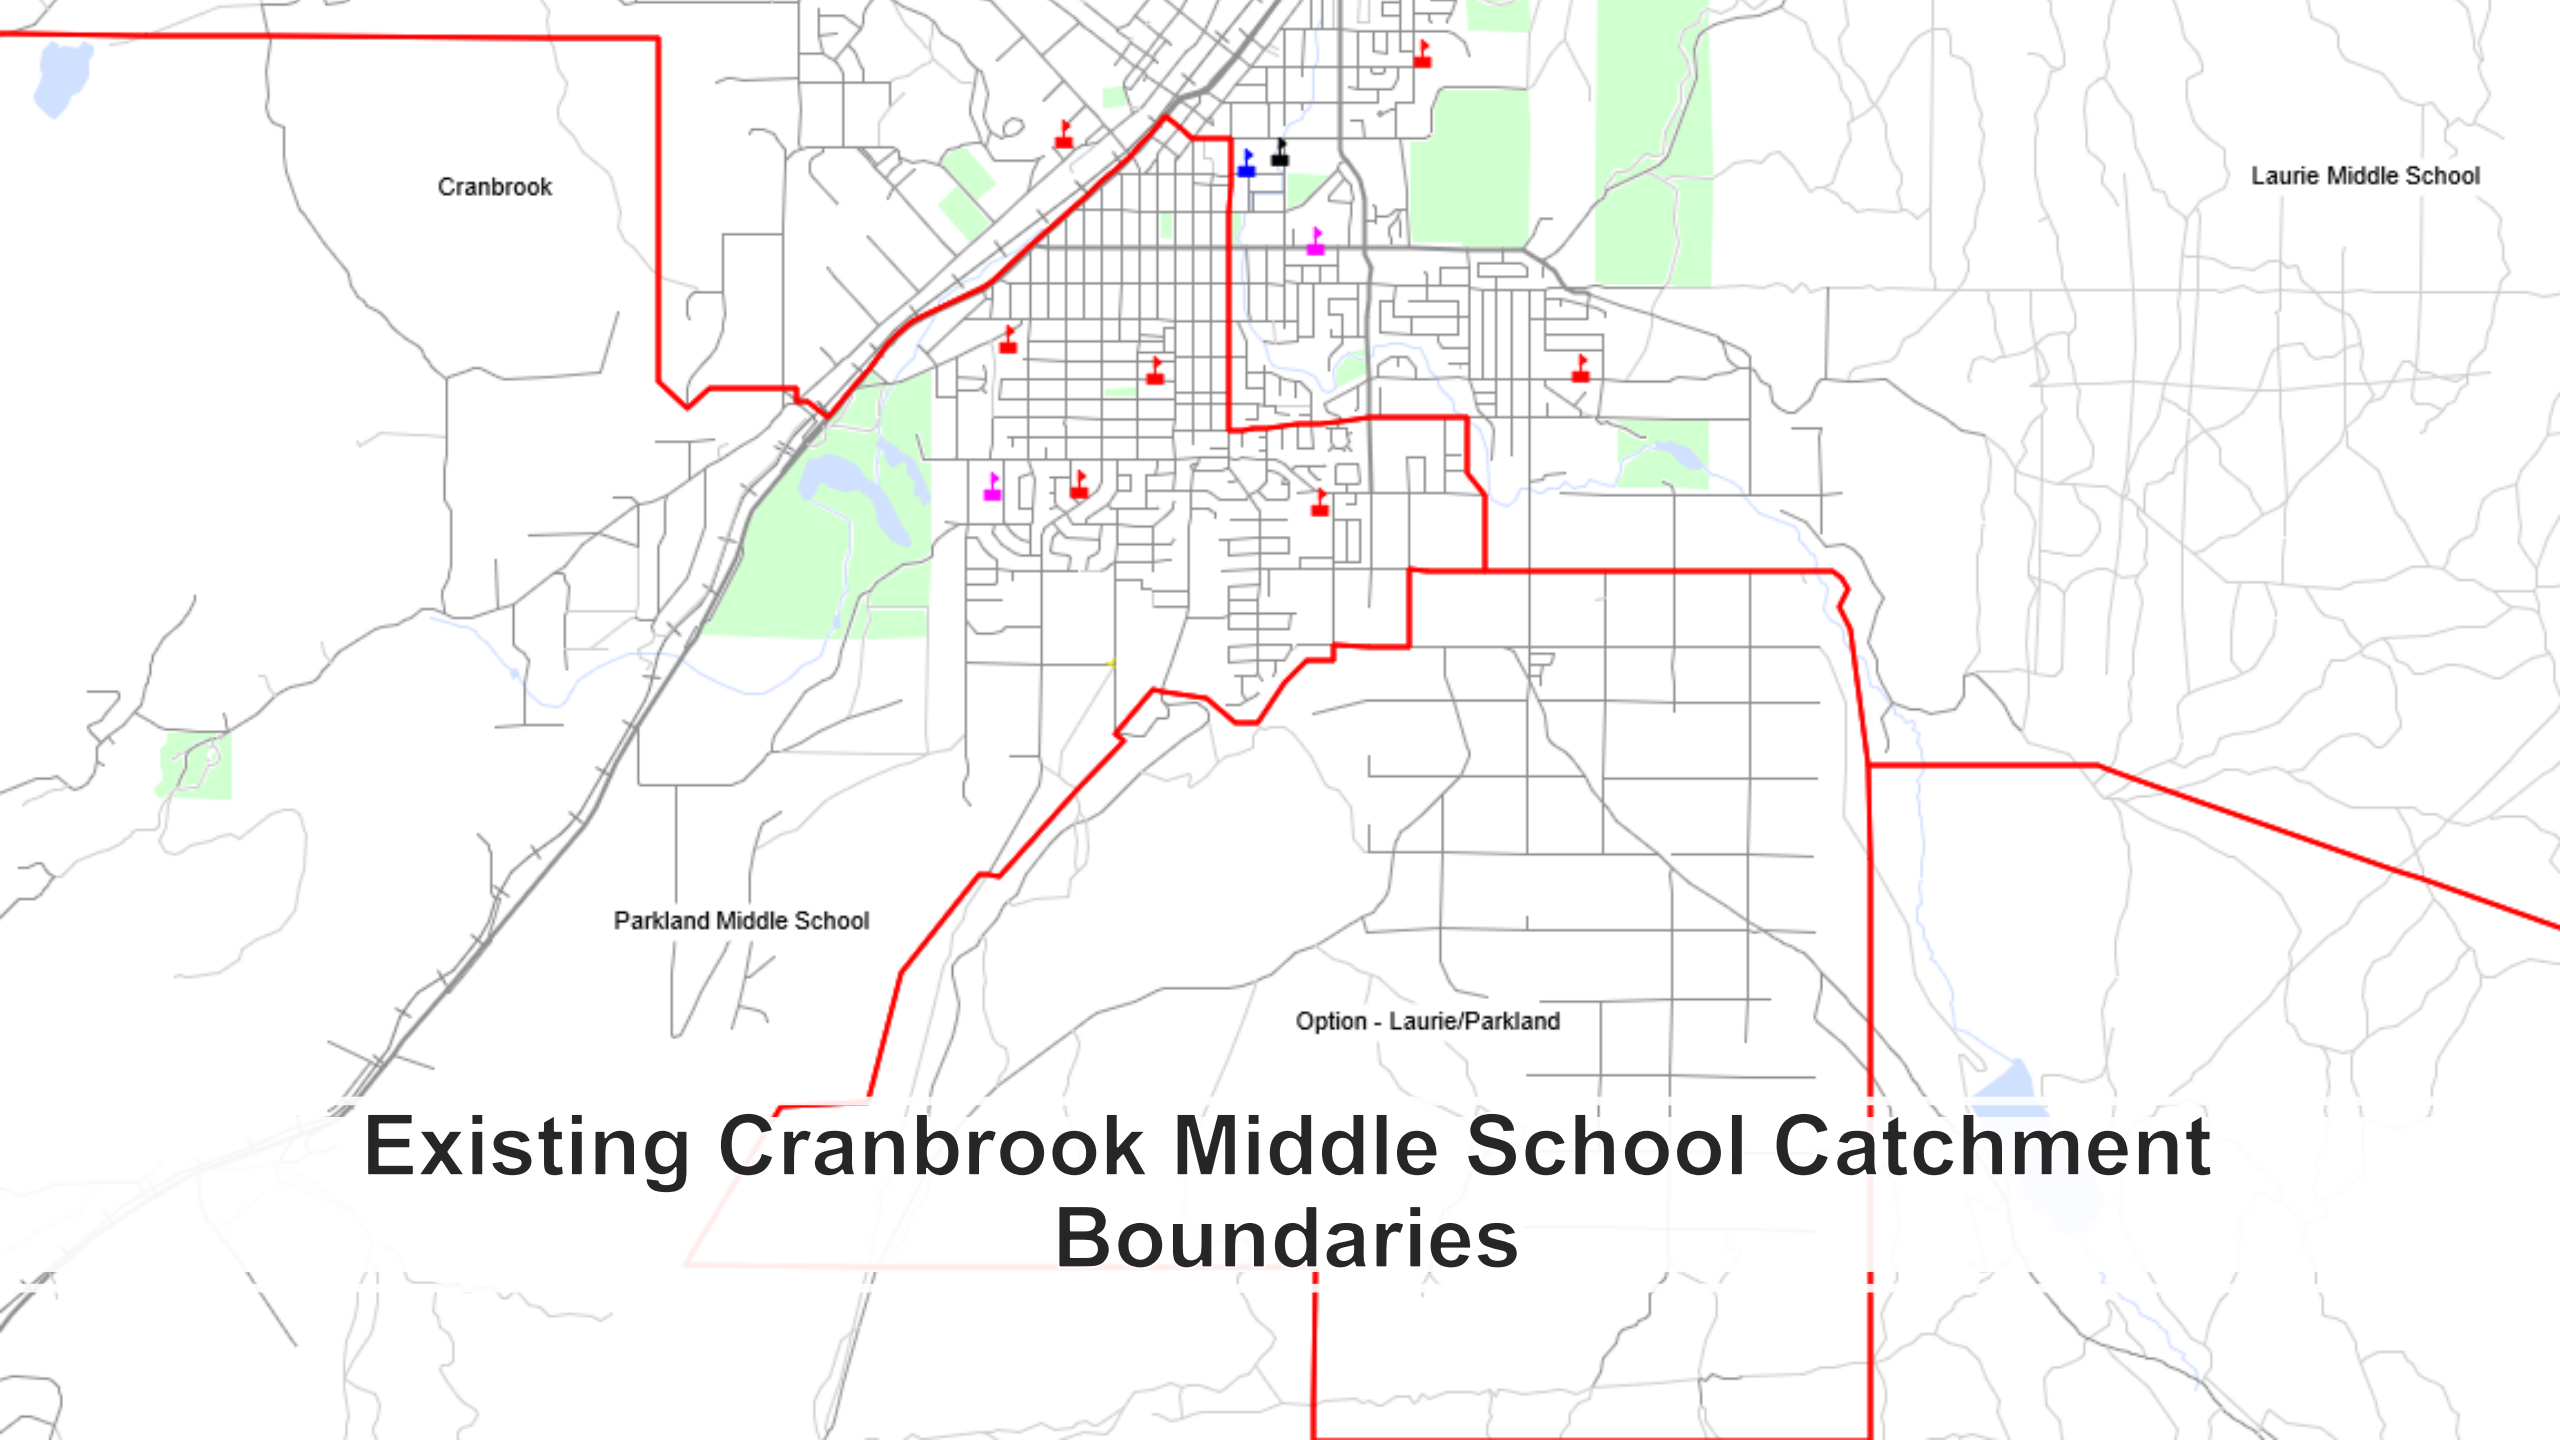 Laurie Middle School
Cranbrook
Parkland Middle School
Option - Laurie/Parkland
Existing Cranbrook Middle School Catchment
Boundaries